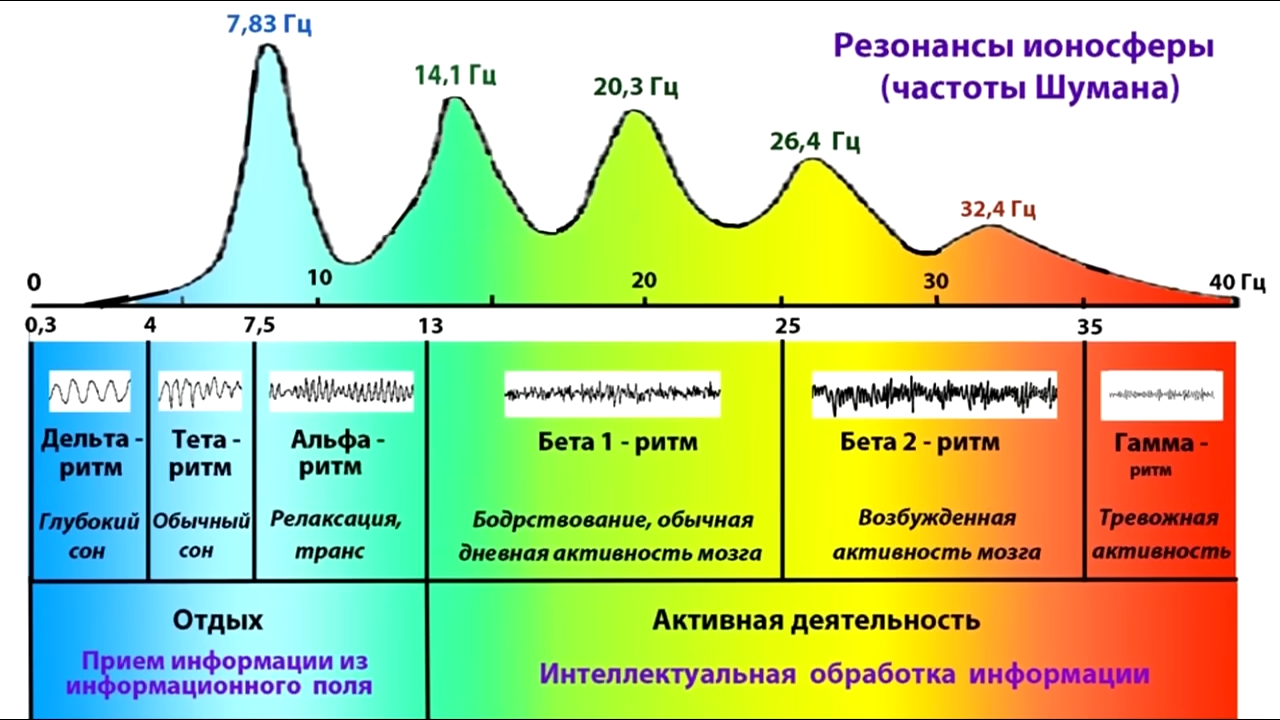 7,83 Гц
14,1 Гц
20,3 Гц
26,4 Гц
32,4 Гц
Резонансы ионосферы
(частоты Шумана)
0
10
20
30
40 Гц
0,3
4
7,5
13
25
35
Дельта -
ритм
Глубокий
сон
Тета -
ритм
Обычный
сон
Альфа -
ритм
Релаксация,
транс
Бета 1 - ритм
Бодрствование, обычная
дневная активность мозга
Бета 2 - ритм
Возбужденная
активность мозга
Гамма -
ритм
Тревожная
активность
Отдых
Прием информации из
информационного поля
Активная деятельность
Интеллектуальная обработка информации